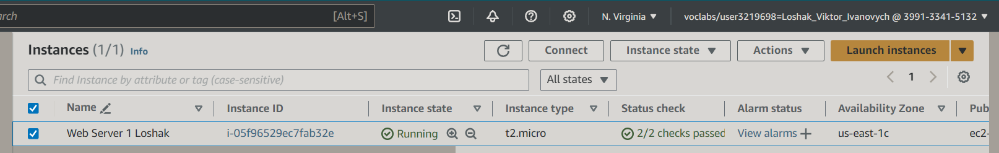 arch [Alt+S] N. Virginia ▼ voclabs/user3219698=Loshak_Viktor_Ivanovych @ 3991-3341-5132 ▼
Instances (1/1) Info Connect Instance state ▼ Actions ▼ Launch instances ▼
Find Instance by attribute or tag (case-sensitive) All states ▼ 1
Name Instance ID Instance state Instance type Status check Alarm status Availability Zone Pub
Web Server 1 Loshak i-05f96529ec7fab32e Running t2.micro 2/2 checks passed View alarms + us-east-1c ec2-